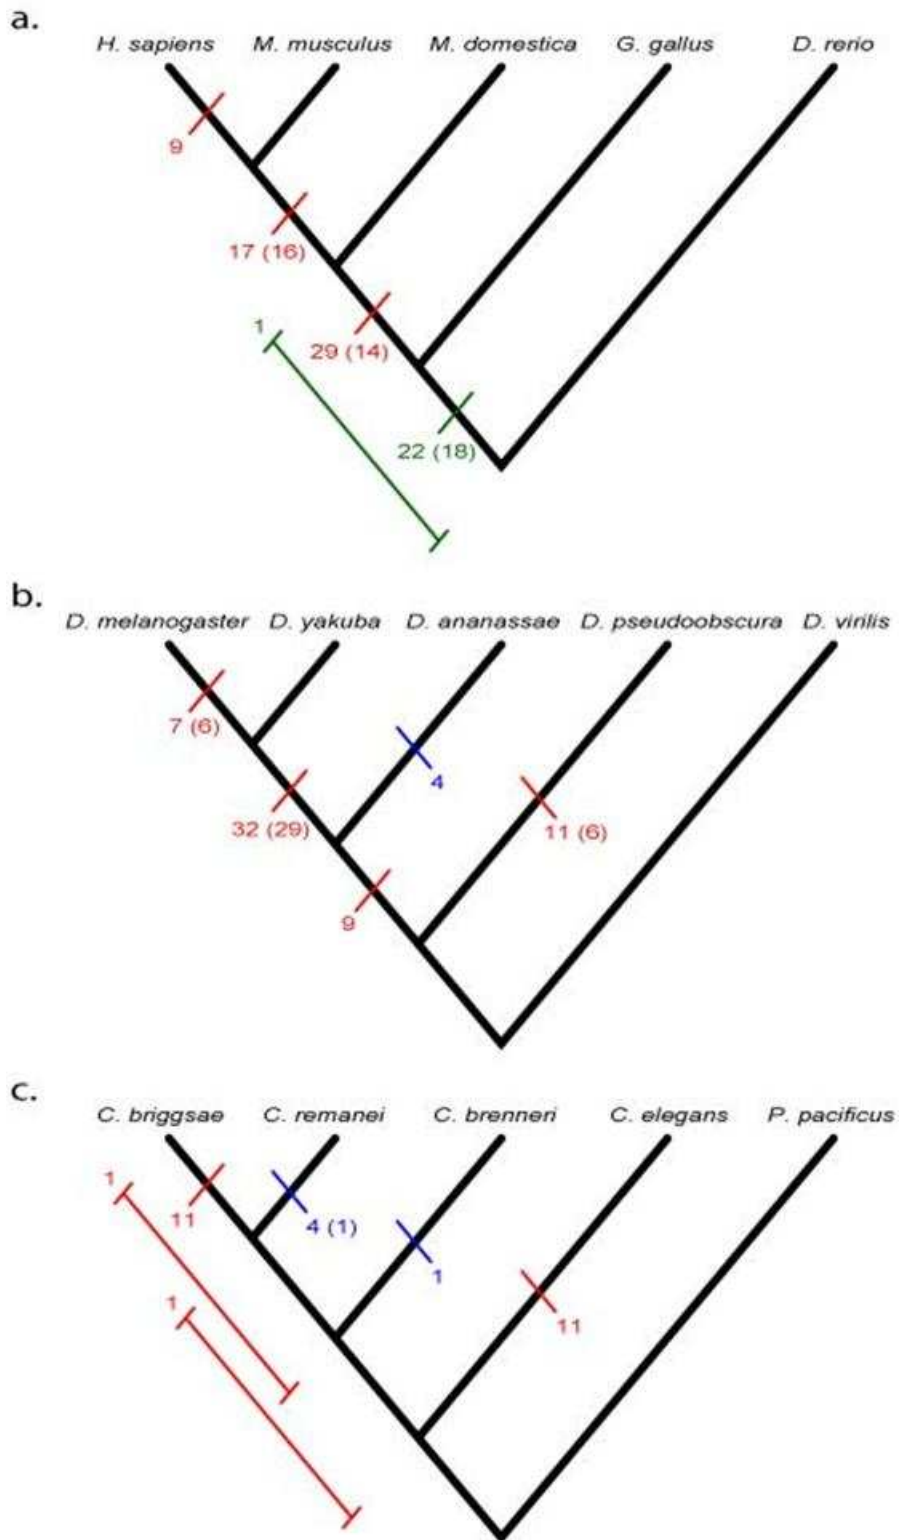 a.
H. sapiens M. musculus M. domestica G. gallus D. rerio
9
17 (16)
1
29 (14)
22 (18)
b.
D. melanogaster D. yakuba D. ananassae D. pseudoobscura D. virilis
7 (6)
4
32 (29)
11 (6)
9
c.
C. briggsae C. remanei C. brenneri C. elegans P. pacificus
1
11
4 (1)
1
1
11